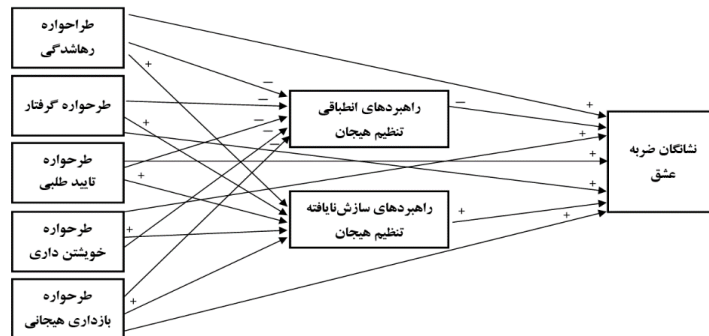 طراحواره
رهاشدگی
طرحواره گرفتار
طرحواره
تایید طلبی
طرحواره
خویشتن داری
طرحواره
بازداری هیجانی
راهبردهای انطباقی
تنظیم هیجان
راهبردهای سازش‌نایافته
تنظیم هیجان
نشانگان ضربه
عشق
+
+
+
+
+
+
+
+
+
+
+
−
−
−
−
−
−